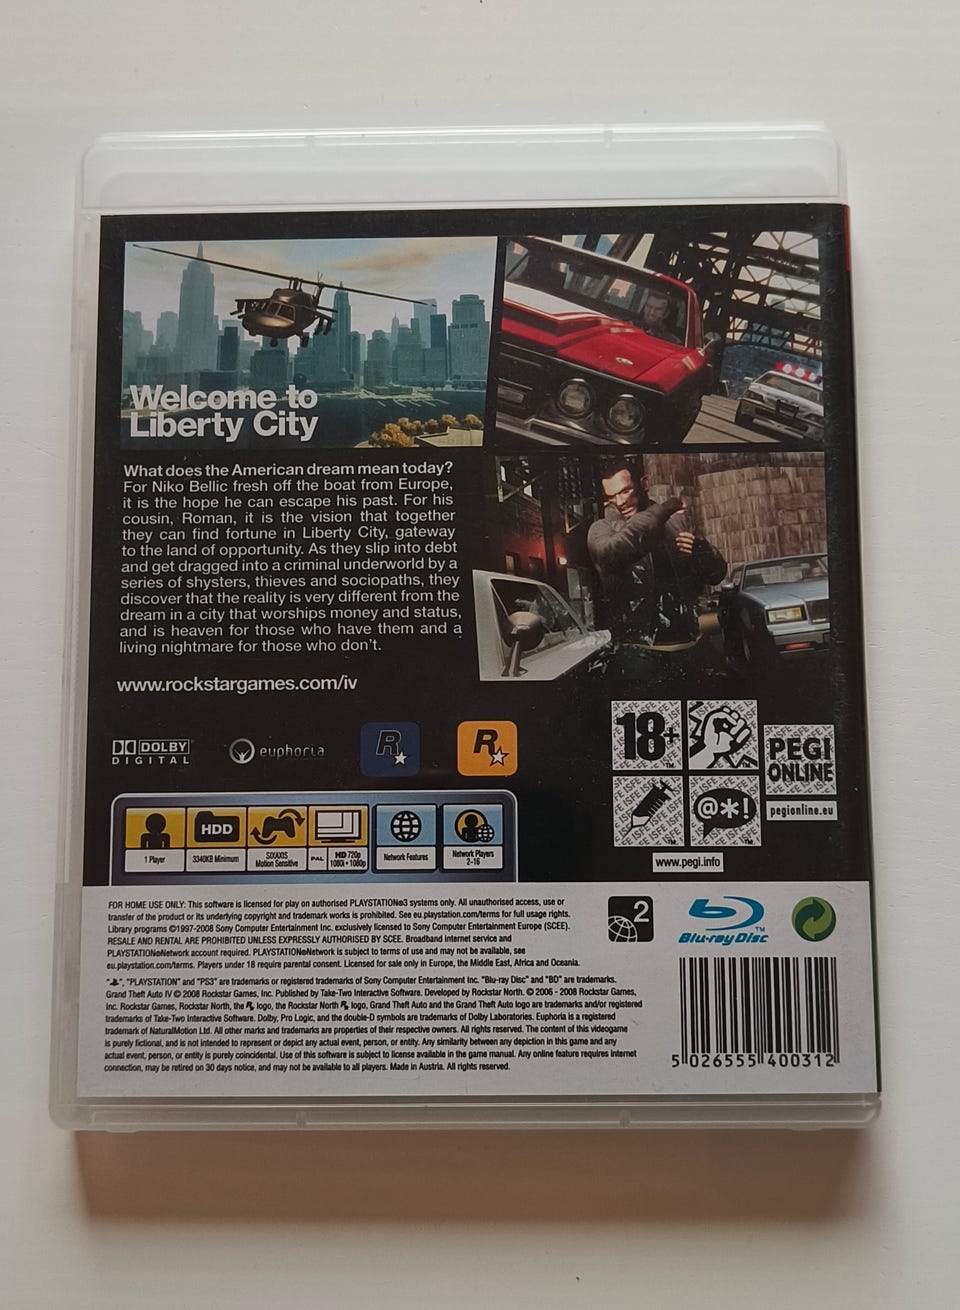 Welcome to
Liberty City
What does the American dream mean today?
For Niko Bellic fresh off the boat from Europe,
it is the hope he can escape his past. For his
cousin, Roman, it is the vision that together
they can find fortune in Liberty City, gateway
to the land of opportunity. As they slip into debt
and get dragged into a criminal underworld by a
series of shysters, thieves and sociopaths, they
discover that the reality is very different from the
dream in a city that worships money and status,
and is heaven for those who have them and a
living nightmare for those who don't.
www.rockstargames.com/iv
DOLBY
DIGITAL
euphoria
R
R
18+
PEGI
ONLINE
pegionline.eu
@*!
www.pegi.info
HDD
1 Player
3340KB Minimum
SIXAXIS
Motion Sensitive
PAL
HD 720p
1080i • 1080p
Network Features
Network Players
2-16
FOR HOME USE ONLY: This software is licensed for play on authorised PLAYSTATION®3 systems only. All unauthorised access, use or
transfer of the product or its underlying copyright and trademark works is prohibited. See eu.playstation.com/terms for full usage rights.
Library programs ©1997-2008 Sony Computer Entertainment Inc. exclusively licensed to Sony Computer Entertainment Europe (SCEE).
RESALE AND RENTAL ARE PROHIBITED UNLESS EXPRESSLY AUTHORISED BY SCEE. Broadband internet service and
PLAYSTATION®Network account required. PLAYSTATION®Network is subject to terms of use and may not be available, see
eu.playstation.com/terms. Players under 18 require parental consent. Licensed for sale only in Europe, the Middle East, Africa and Oceania.
2
Blu-ray Disc™
"", "PLAYSTATION" and "PS3" are trademarks or registered trademarks of Sony Computer Entertainment Inc. "Blu-ray Disc" and "BD" are trademarks.
Grand Theft Auto IV © 2008 Rockstar Games, Inc. Published by Take-Two Interactive Software. Developed by Rockstar North. © 2006 - 2008 Rockstar Games,
Inc. Rockstar Games, Rockstar North, the R logo, the Rockstar North R logo, Grand Theft Auto and the Grand Theft Auto logo are trademarks and/or registered
trademarks of Take-Two Interactive Software. Dolby, Pro Logic, and the double-D symbols are trademarks of Dolby Laboratories. Euphoria is a registered
trademark of NaturalMotion Ltd. All other marks and trademarks are properties of their respective owners. All rights reserved. The content of this videogame
is purely fictional, and is not intended to represent or depict any actual event, person, or entity. Any similarity between any depiction in this game and any
actual event, person, or entity is purely coincidental. Use of this software is subject to license available in the game manual. Any online feature requires internet
connection, may be retired on 30 days notice, and may not be available to all players. Made in Austria. All rights reserved.
5 026555 400312